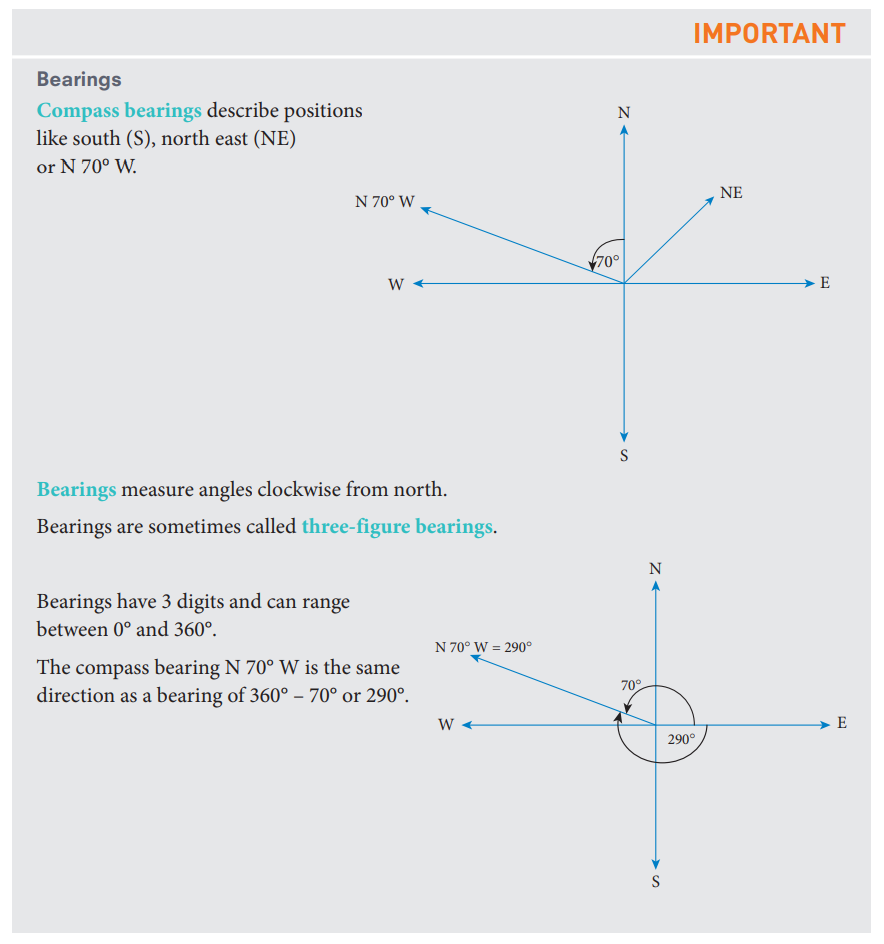 IMPORTANT
Bearings
Compass bearings describe positions
like south (S), north east (NE)
or N 70° W.
N
NE
N 70° W
70°
W
E
S
Bearings measure angles clockwise from north.
Bearings are sometimes called three-figure bearings.
N
Bearings have 3 digits and can range
between 0° and 360°.
N 70° W = 290°
The compass bearing N 70° W is the same
direction as a bearing of 360° – 70° or 290°.
70°
W
E
290°
S